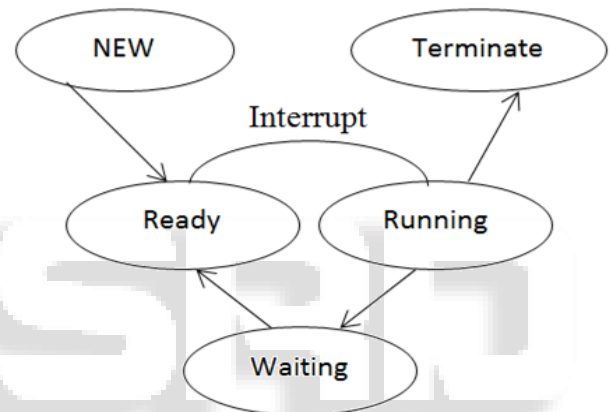 NEW
Terminate
Interrupt
Ready
Running
Waiting